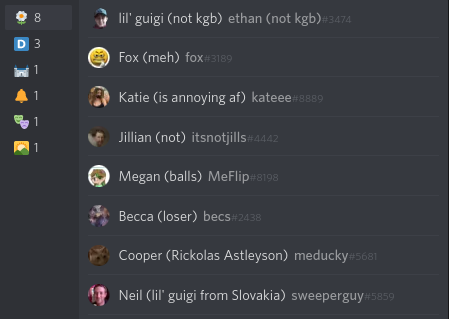 8
3
1
1
1
1
lil' guigi (not kgb) ethan (not kgb)#3474
Fox (meh) fox#3189
Katie (is annoying af) kateee#8889
Jillian (not) itsnotjills#4442
Megan (balls) MeFlip#8198
Becca (loser) becs#2438
Cooper (Rickolas Astleyson) meducky#5681
Neil (lil' guigi from Slovakia) sweeperguy#5859